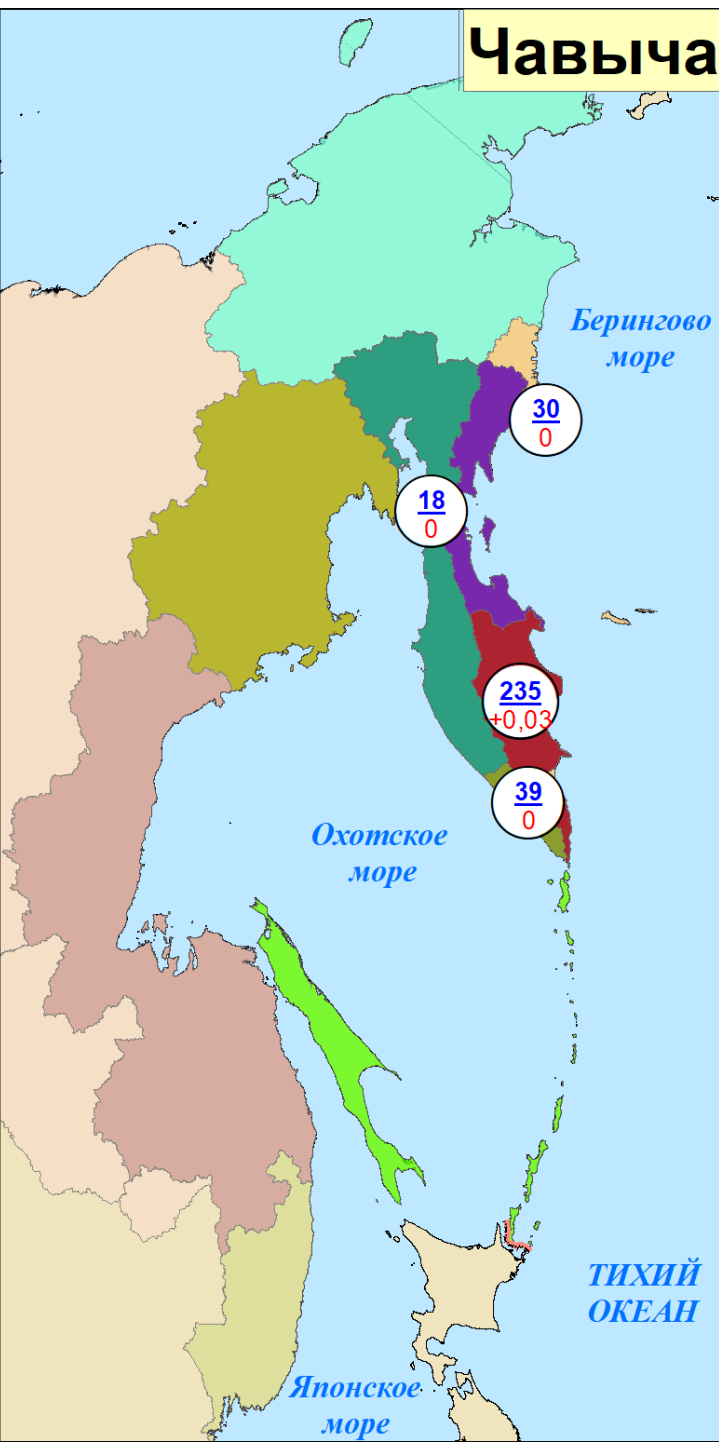 Чавыча
Берингово
море
30
0
18
0
235
+0,03
39
0
Охотское
море
ТИХИЙ
ОКЕАН
Японское
море